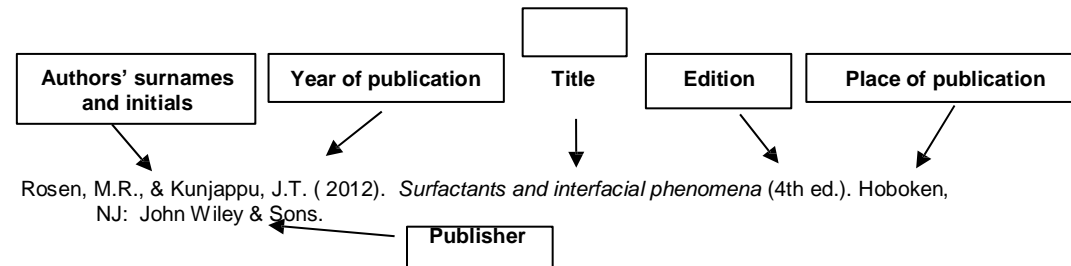 Authors' surnames
and initials
Year of publication
Title
Edition
Place of publication
Rosen, M.R., & Kunjappu, J.T. ( 2012). Surfactants and interfacial phenomena (4th ed.). Hoboken,
NJ: John Wiley & Sons.
Publisher